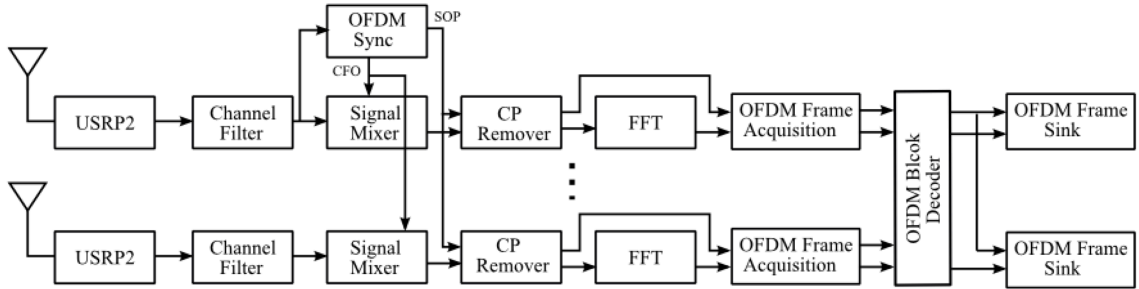 OFDM
Sync
SOP
CFO
USRP2
Channel
Filter
Signal
Mixer
CP
Remover
FFT
OFDM Frame
Acquisition
OFDM Blcok
Decoder
OFDM Frame
Sink
USRP2
Channel
Filter
Signal
Mixer
CP
Remover
FFT
OFDM Frame
Acquisition
OFDM Frame
Sink